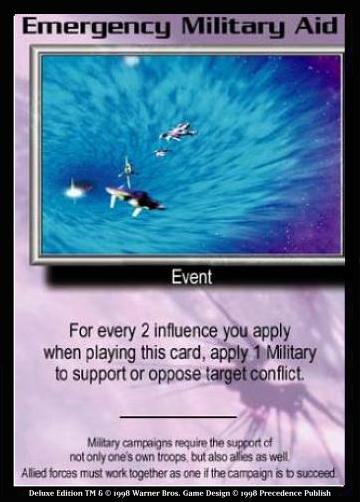 Emergency Military Aid
Event
For every 2 influence you apply
when playing this card, apply 1 Military
to support or oppose target conflict.
Military campaigns require the support of
not only one's own troops, but also allies as well.
Allied forces must work together as one if the campaign is to succeed.
Deluxe Edition TM & © 1998 Warner Bros. Game Design © 1998 Precedence Publish